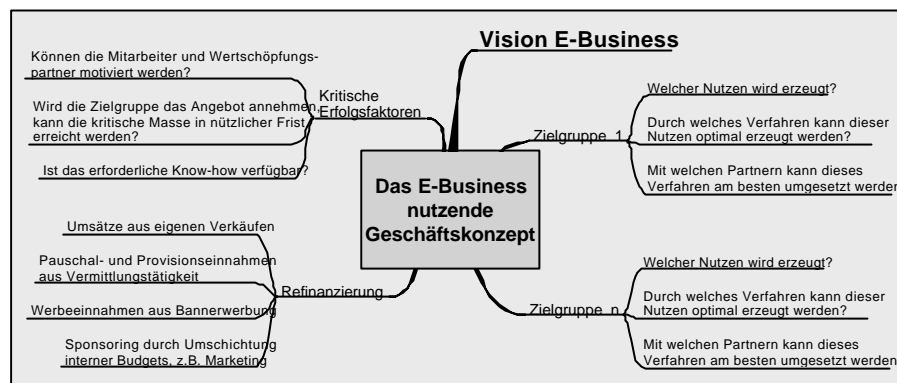 Vision E-Business
Können die Mitarbeiter und Wertschöpfungs-
partner motiviert werden?
Wird die Zielgruppe das Angebot annehmen,
kann die kritische Masse in nützlicher Frist
erreicht werden?
Ist das erforderliche Know-how verfügbar?
Kritische
Erfolgsfaktoren
Zielgruppe 1
Welcher Nutzen wird erzeugt?
Durch welches Verfahren kann dieser
Nutzen optimal erzeugt werden?
Mit welchen Partnern kann dieses
Verfahren am besten umgesetzt werden
Das E-Business
nutzende
Geschäftskonzept
Umsätze aus eigenen Verkäufen
Pauschal- und Provisionseinnahmen
aus Vermittlungstätigkeit
Werbeeinnahmen aus Bannerwerbung
Sponsoring durch Umschichtung
interner Budgets, z.B. Marketing
Refinanzierung
Zielgruppe n
Welcher Nutzen wird erzeugt?
Durch welches Verfahren kann dieser
Nutzen optimal erzeugt werden?
Mit welchen Partnern kann dieses
Verfahren am besten umgesetzt werden